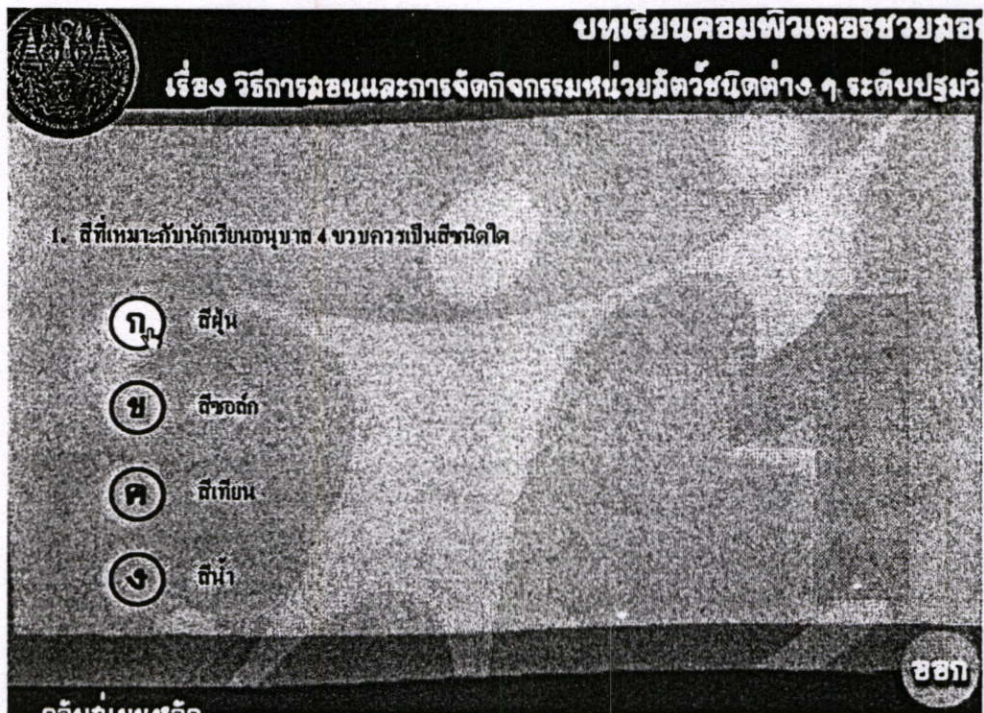 บทเรียนคอมพิวเตอร์ช่วยสอน
เรื่อง วิธีการสอนและการจัดกิจกรรมหน่วยสัตว์ชนิดต่าง ๆ ระดับปฐมวั
1. สีที่เหมาะกับนักเรียนอนุบาล 4 ขวบควรเป็นสีชนิดใด
ก สีฝุ่น
ข สีชอล์ก
ค สีเทียน
ง สีน้ำ
ออก